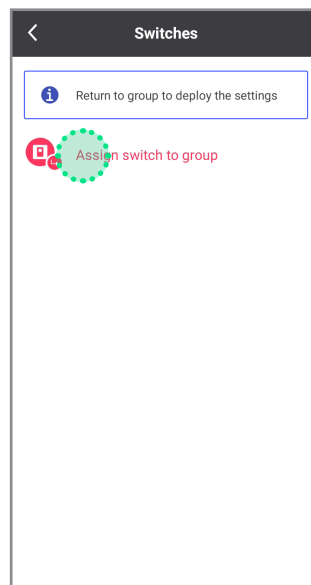 Switches
Return to group to deploy the settings
Assign switch to group